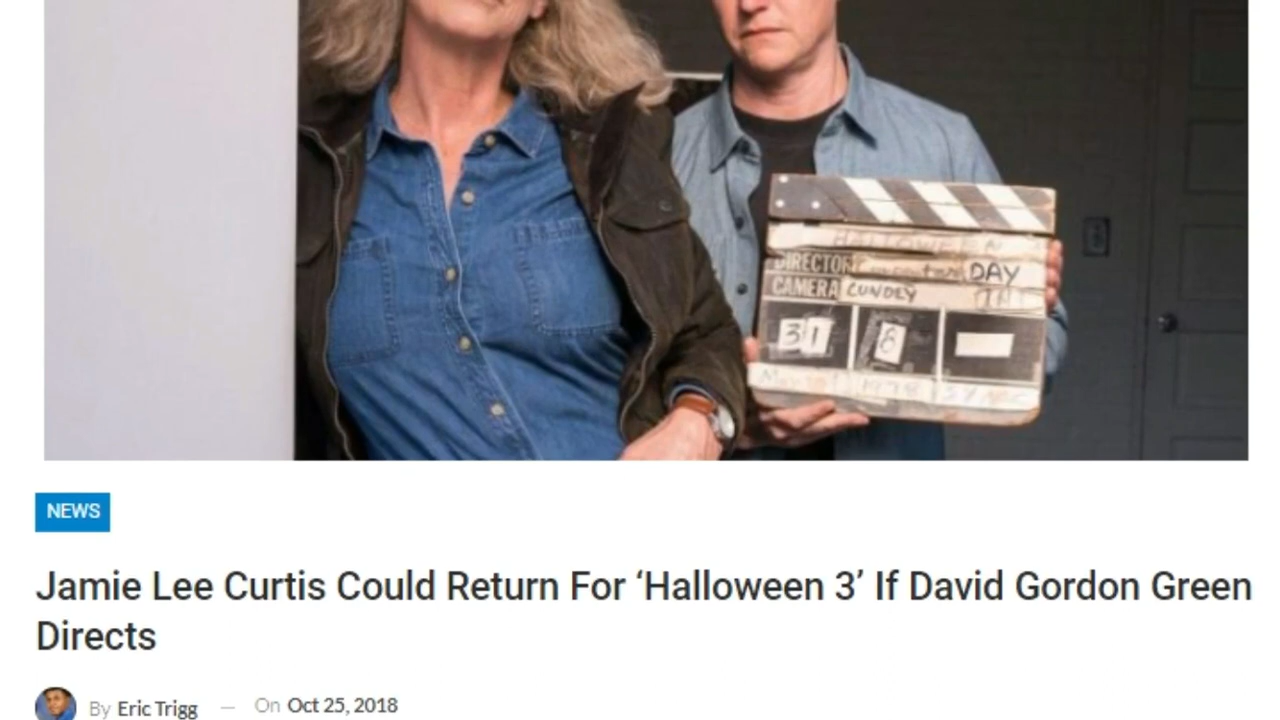 HALLOWEEN
DIRECTOR DAY
CAMERA CUNDEY
31 8
NEWS
Jamie Lee Curtis Could Return For ‘Halloween 3’ If David Gordon Green
Directs
By Eric Trigg — On Oct 25, 2018